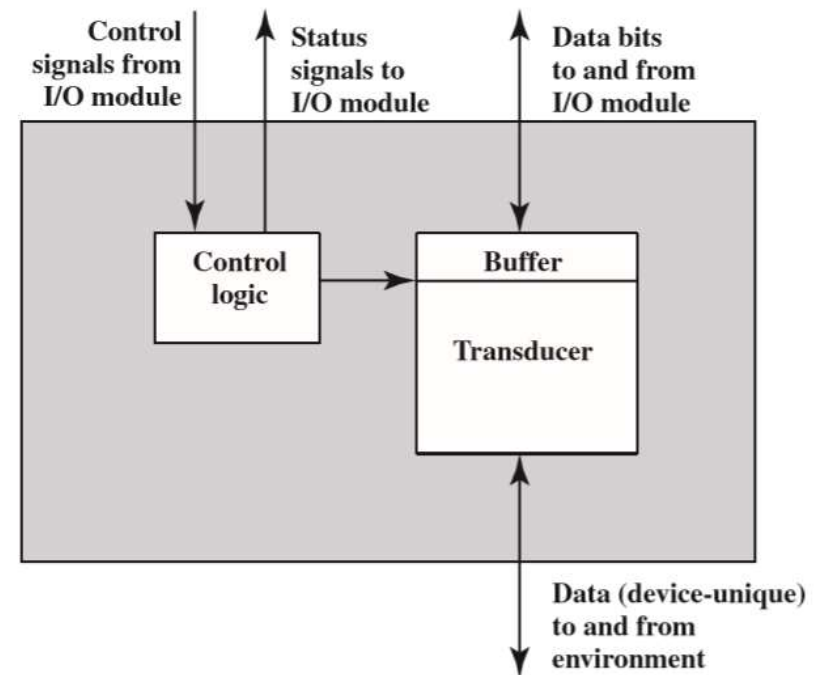 Control
signals from
I/O module
Status
signals to
I/O module
Data bits
to and from
I/O module
Control
logic
Buffer
Transducer
Data (device-unique)
to and from
environment